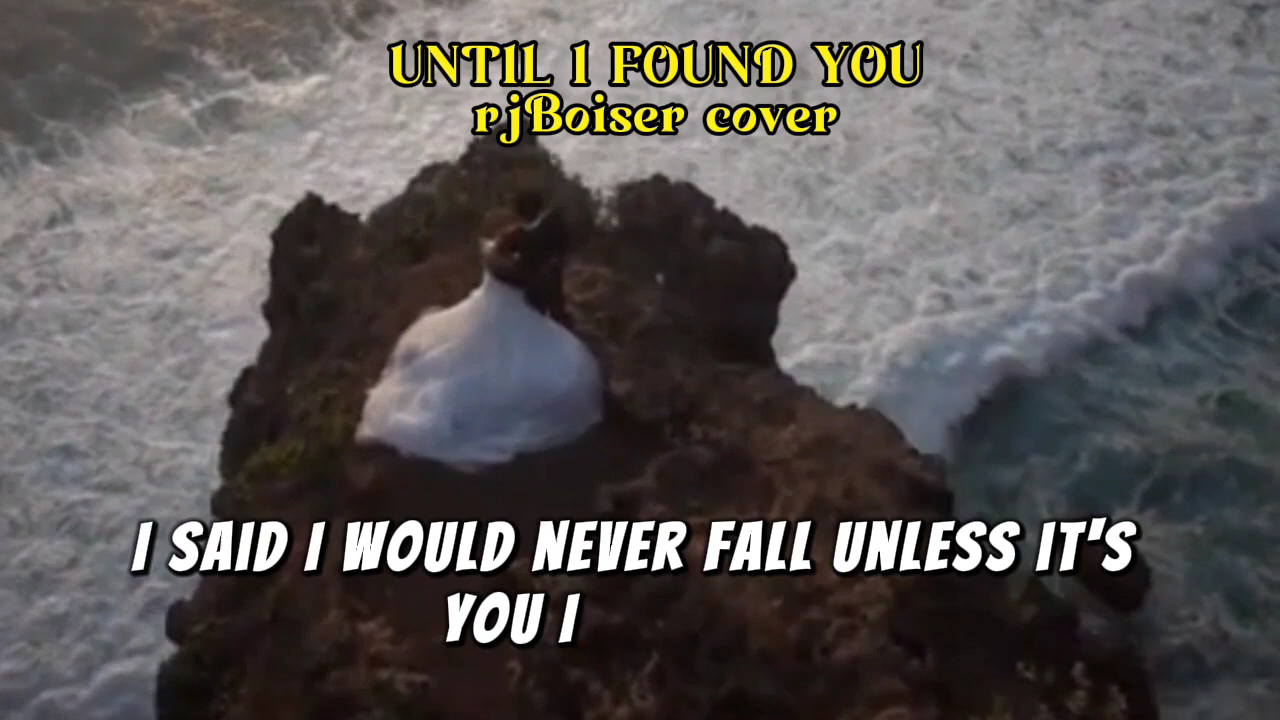 UNTIL I FOUND YOU
rjBoiser cover
I SAID I WOULD NEVER FALL UNLESS IT'S
YOU I